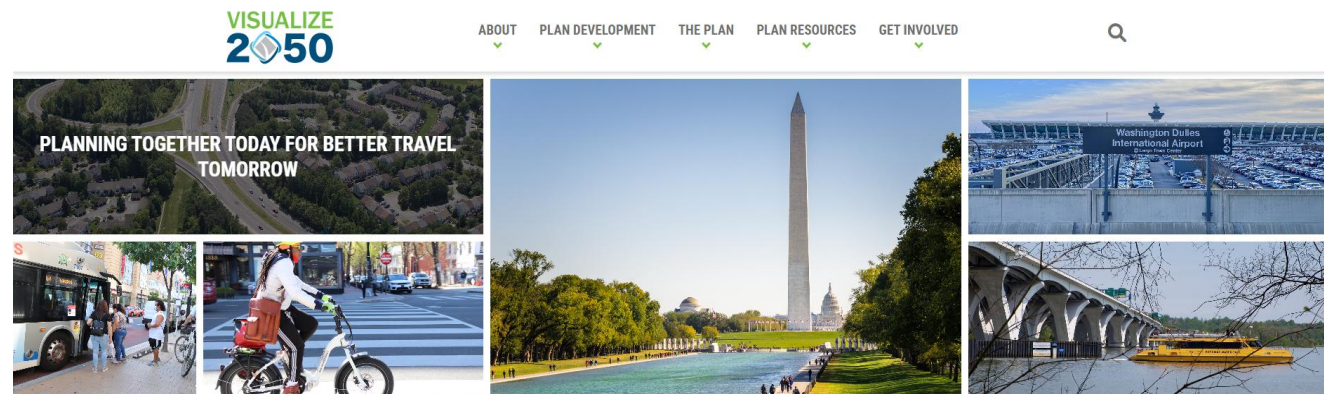 VISUALIZE
2050
ABOUT
PLAN DEVELOPMENT
THE PLAN
PLAN RESOURCES
GET INVOLVED
PLANNING TOGETHER TODAY FOR BETTER TRAVEL
TOMORROW
Washington Dulles
International Airport
S